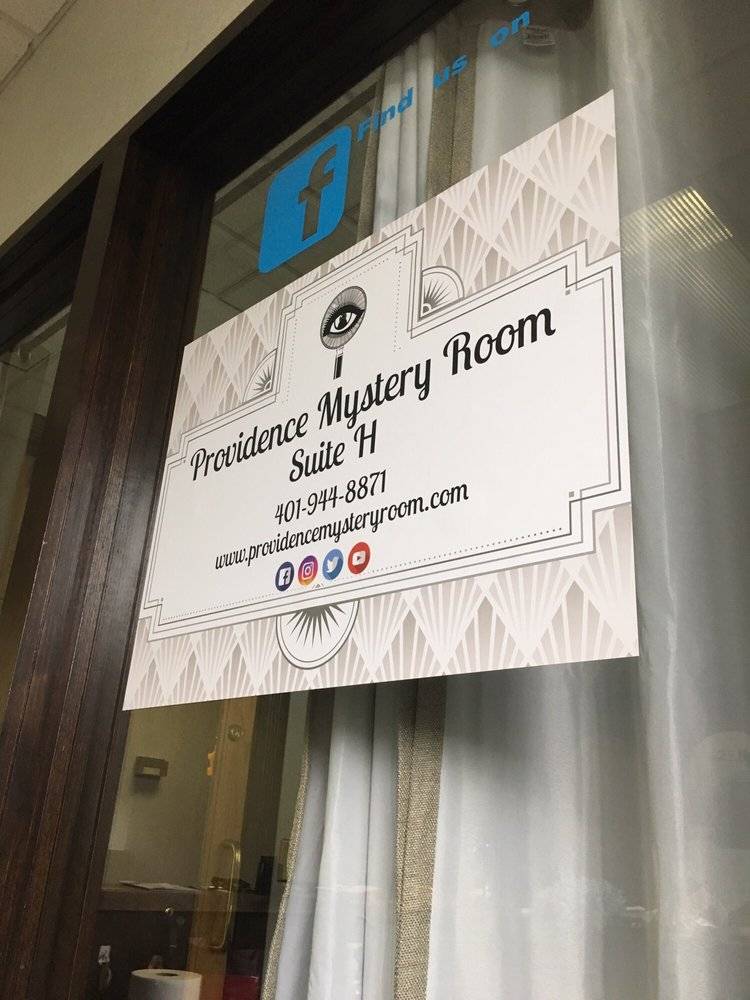 Find us on
Providence Mystery Room
Suite H
401-944-8871
www.providencemysteryroom.com